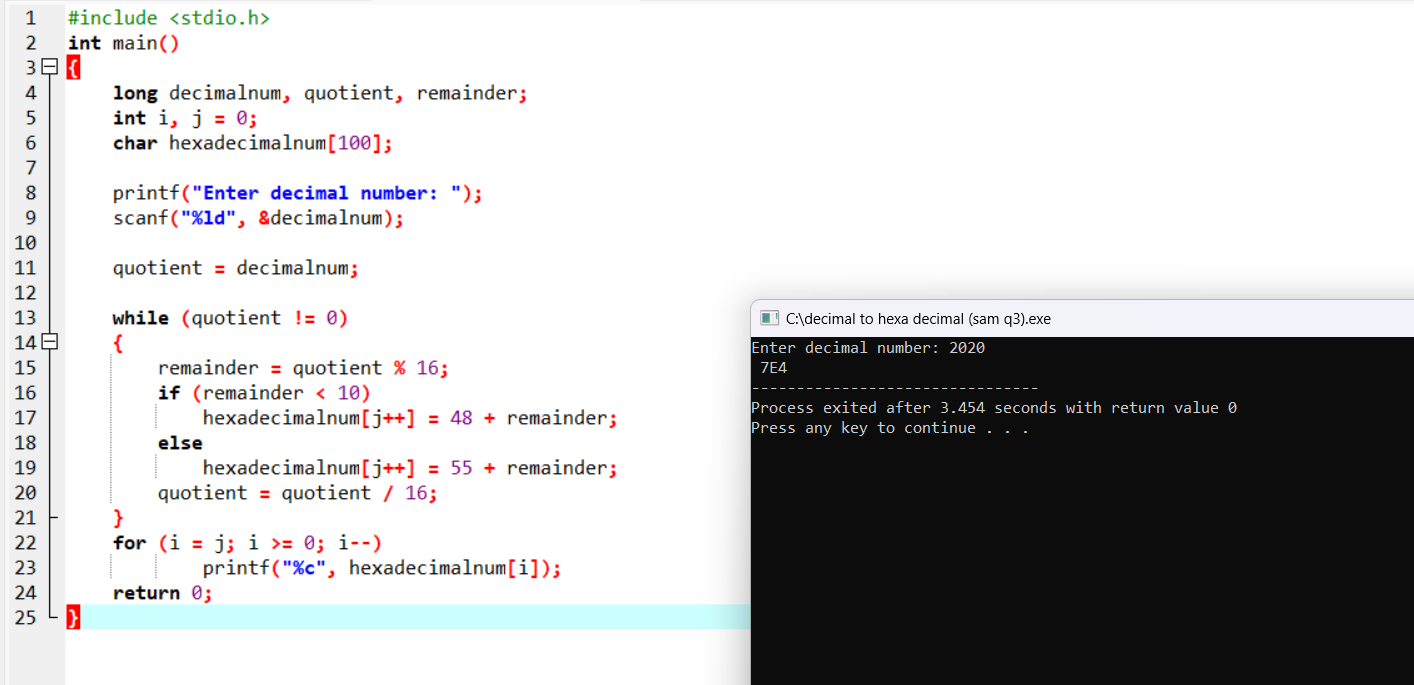 1 #include <stdio.h>
2 int main()
3 {
4 long decimalnum, quotient, remainder;
5 int i, j = 0;
6 char hexadecimalnum[100];
7
8 printf("Enter decimal number: ");
9 scanf("%ld", &decimalnum);
10
11 quotient = decimalnum;
12
13 while (quotient != 0)
14 {
15 remainder = quotient % 16;
16 if (remainder < 10)
17 hexadecimalnum[j++] = 48 + remainder;
18 else
19 hexadecimalnum[j++] = 55 + remainder;
20 quotient = quotient / 16;
21 }
22 for (i = j; i >= 0; i--)
23 printf("%c", hexadecimalnum[i]);
24 return 0;
25 }
C:\decimal to hexa decimal (sam q3).exe
Enter decimal number: 2020
7E4
--------------------------------
Process exited after 3.454 seconds with return value 0
Press any key to continue . . .